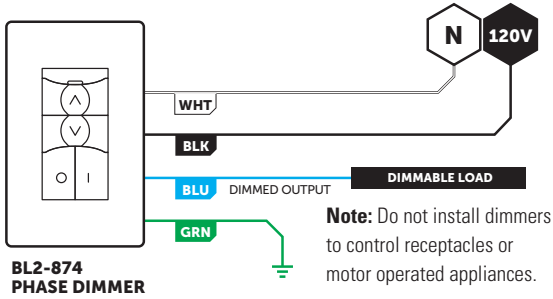 N
120V
WHT
BLK
BLU DIMMED OUTPUT
DIMMABLE LOAD
GRN
O I
Note: Do not install dimmers
to control receptacles or
motor operated appliances.
BL2-874
PHASE DIMMER